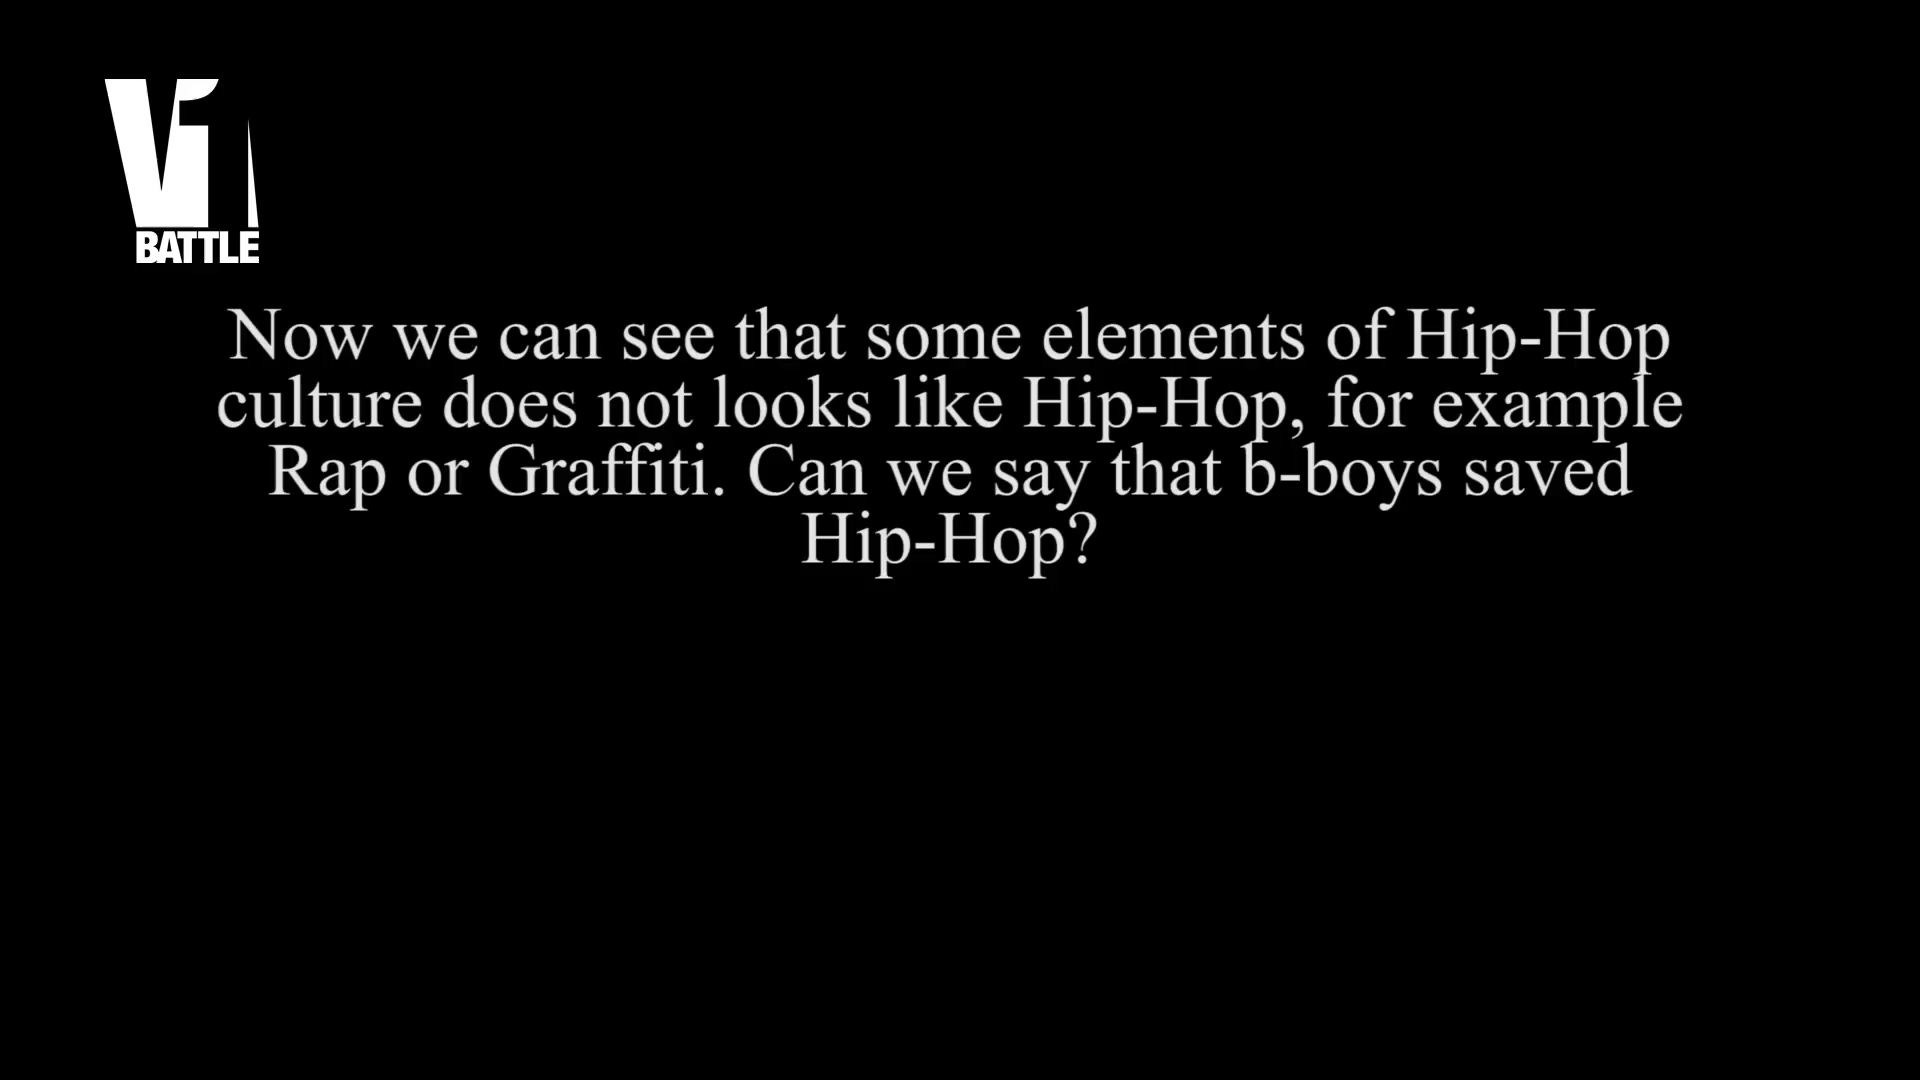 V1
BATTLE
Now we can see that some elements of Hip-Hop
culture does not looks like Hip-Hop, for example
Rap or Graffiti. Can we say that b-boys saved
Hip-Hop?